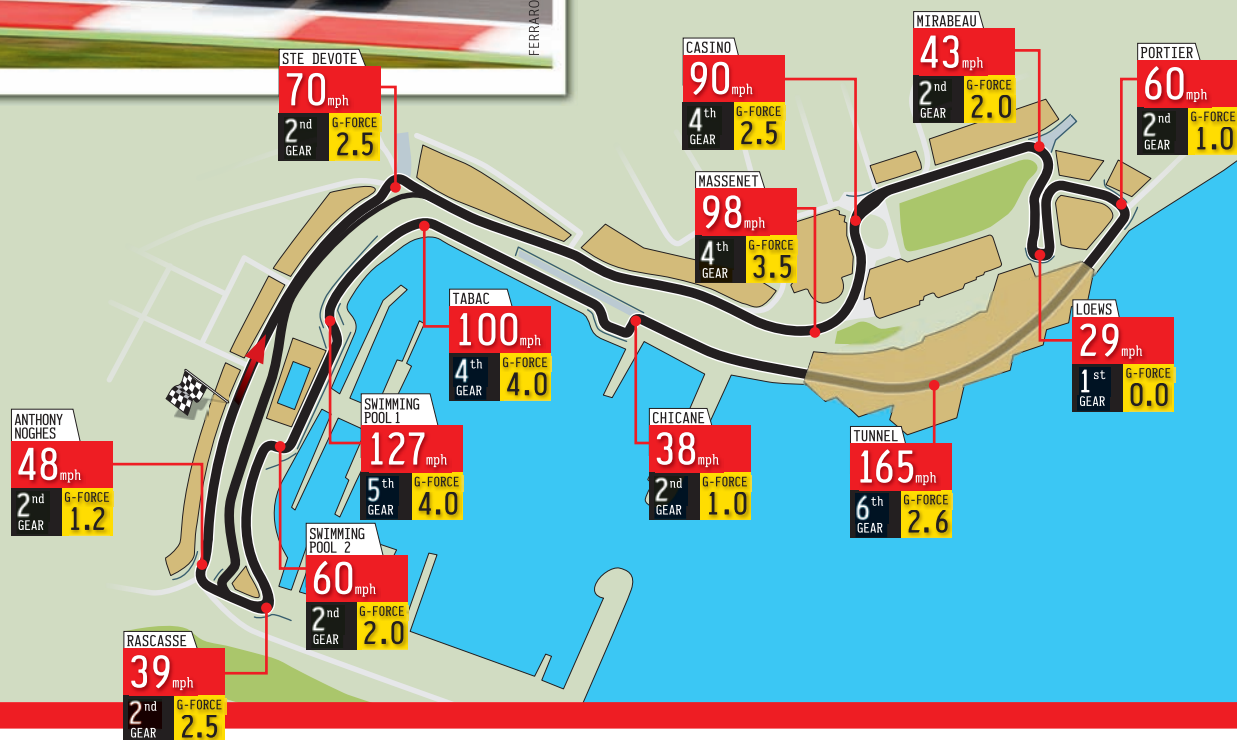 FERRARO
STE DEVOTE
70mph
2nd GEAR
G-FORCE 2.5
CASINO
90mph
4th GEAR
G-FORCE 2.5
MIRABEAU
43mph
2nd GEAR
G-FORCE 2.0
PORTIER
60mph
2nd GEAR
G-FORCE 1.0
MASSENET
98mph
4th GEAR
G-FORCE 3.5
LOEWS
29mph
1st GEAR
G-FORCE 0.0
TABAC
100mph
4th GEAR
G-FORCE 4.0
SWIMMING
POOL 1
127mph
5th GEAR
G-FORCE 4.0
CHICANE
38mph
2nd GEAR
G-FORCE 1.0
TUNNEL
165mph
6th GEAR
G-FORCE 2.6
ANTHONY
NOGHES
48mph
2nd GEAR
G-FORCE 1.2
SWIMMING
POOL 2
60mph
2nd GEAR
G-FORCE 2.0
RASCASSE
39mph
2nd GEAR
G-FORCE 2.5